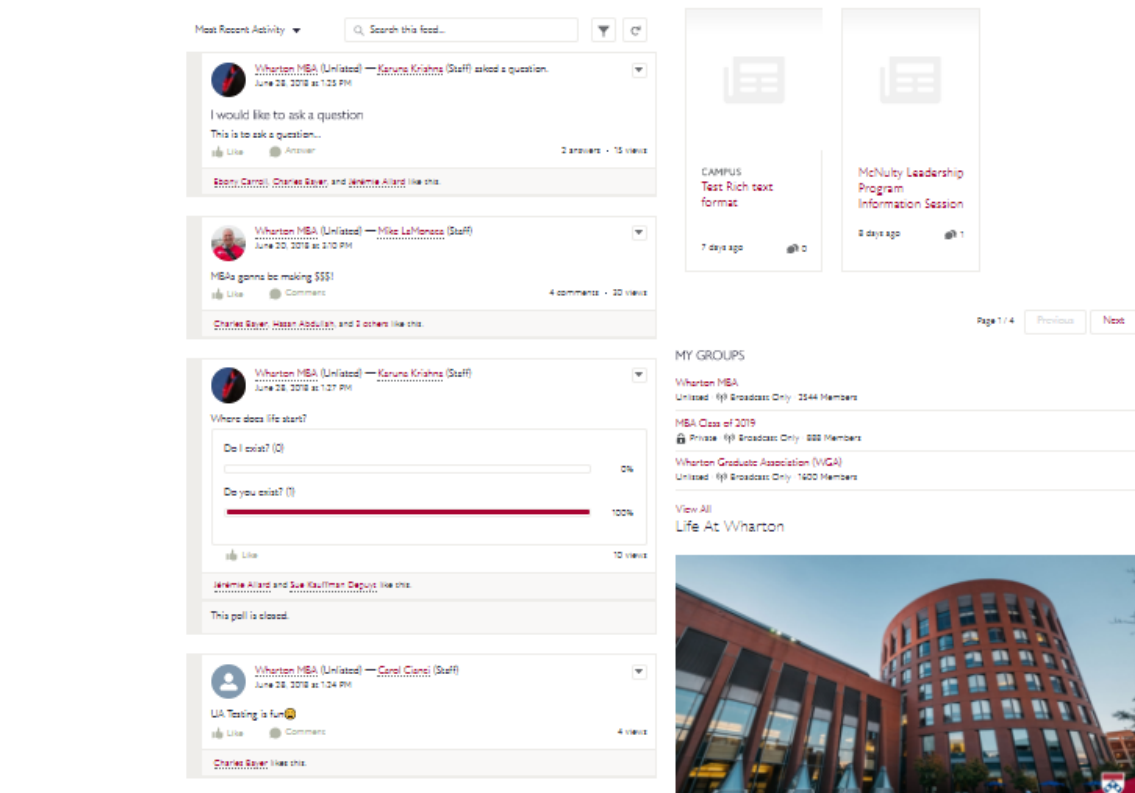 Most Recent Activity
Search this feed...
Wharton MBA (Unlisted) — Karuna Krishna (Staff) asked a question.
June 28, 2018 at 1:25 PM
I would like to ask a question
This is to ask a question...
Like Answer
2 answers · 15 views
Ebony Carroll, Charles Bayer, and Jérémie Allard like this.
Wharton MBA (Unlisted) — Mike LaMonaca (Staff)
June 20, 2018 at 3:10 PM
MBAs gonna be making $$$!
Like Comment
4 comments · 20 views
Charles Bayer, Hasan Abdullah, and 3 others like this.
Wharton MBA (Unlisted) — Karuna Krishna (Staff)
June 28, 2018 at 1:27 PM
Where does life start?
Do I exist? (0)
0%
Do you exist? (1)
100%
Like
10 views
Jérémie Allard and Sue Kauffman Deguys like this.
This poll is closed.
Wharton MBA (Unlisted) — Carol Cianci (Staff)
June 28, 2018 at 1:24 PM
UA Testing is fun😩
Like Comment
4 views
Charles Bayer likes this.
CAMPUS
Test Rich text
format
7 days ago 0
McNulty Leadership
Program
Information Session
8 days ago 1
Page 1 / 4 Previous Next
MY GROUPS
Wharton MBA
Unlisted Broadcast Only 2544 Members
MBA Class of 2019
Private Broadcast Only 888 Members
Wharton Graduate Association (WGA)
Unlisted Broadcast Only 1600 Members
View All
Life At Wharton